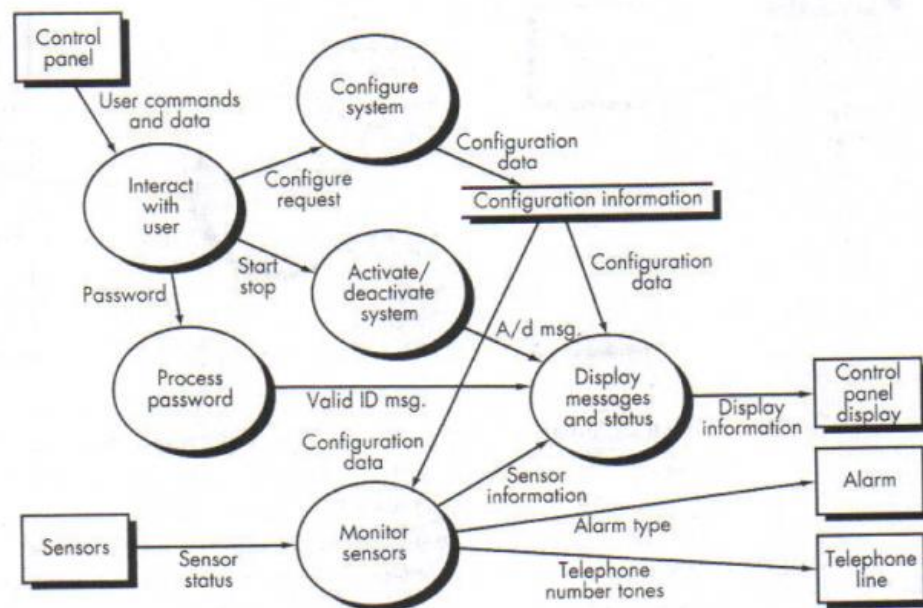 Control
panel
User commands
and data
Configure
system
Configuration
data
Interact
with
user
Configure
request
Configuration information
Start
stop
Activate/
deactivate
system
Configuration
data
Password
A/d msg.
Process
password
Valid ID msg.
Display
messages
and status
Display
information
Control
panel
display
Configuration
data
Sensor
information
Alarm
Alarm type
Sensors
Sensor
status
Monitor
sensors
Telephone
number tones
Telephone
line